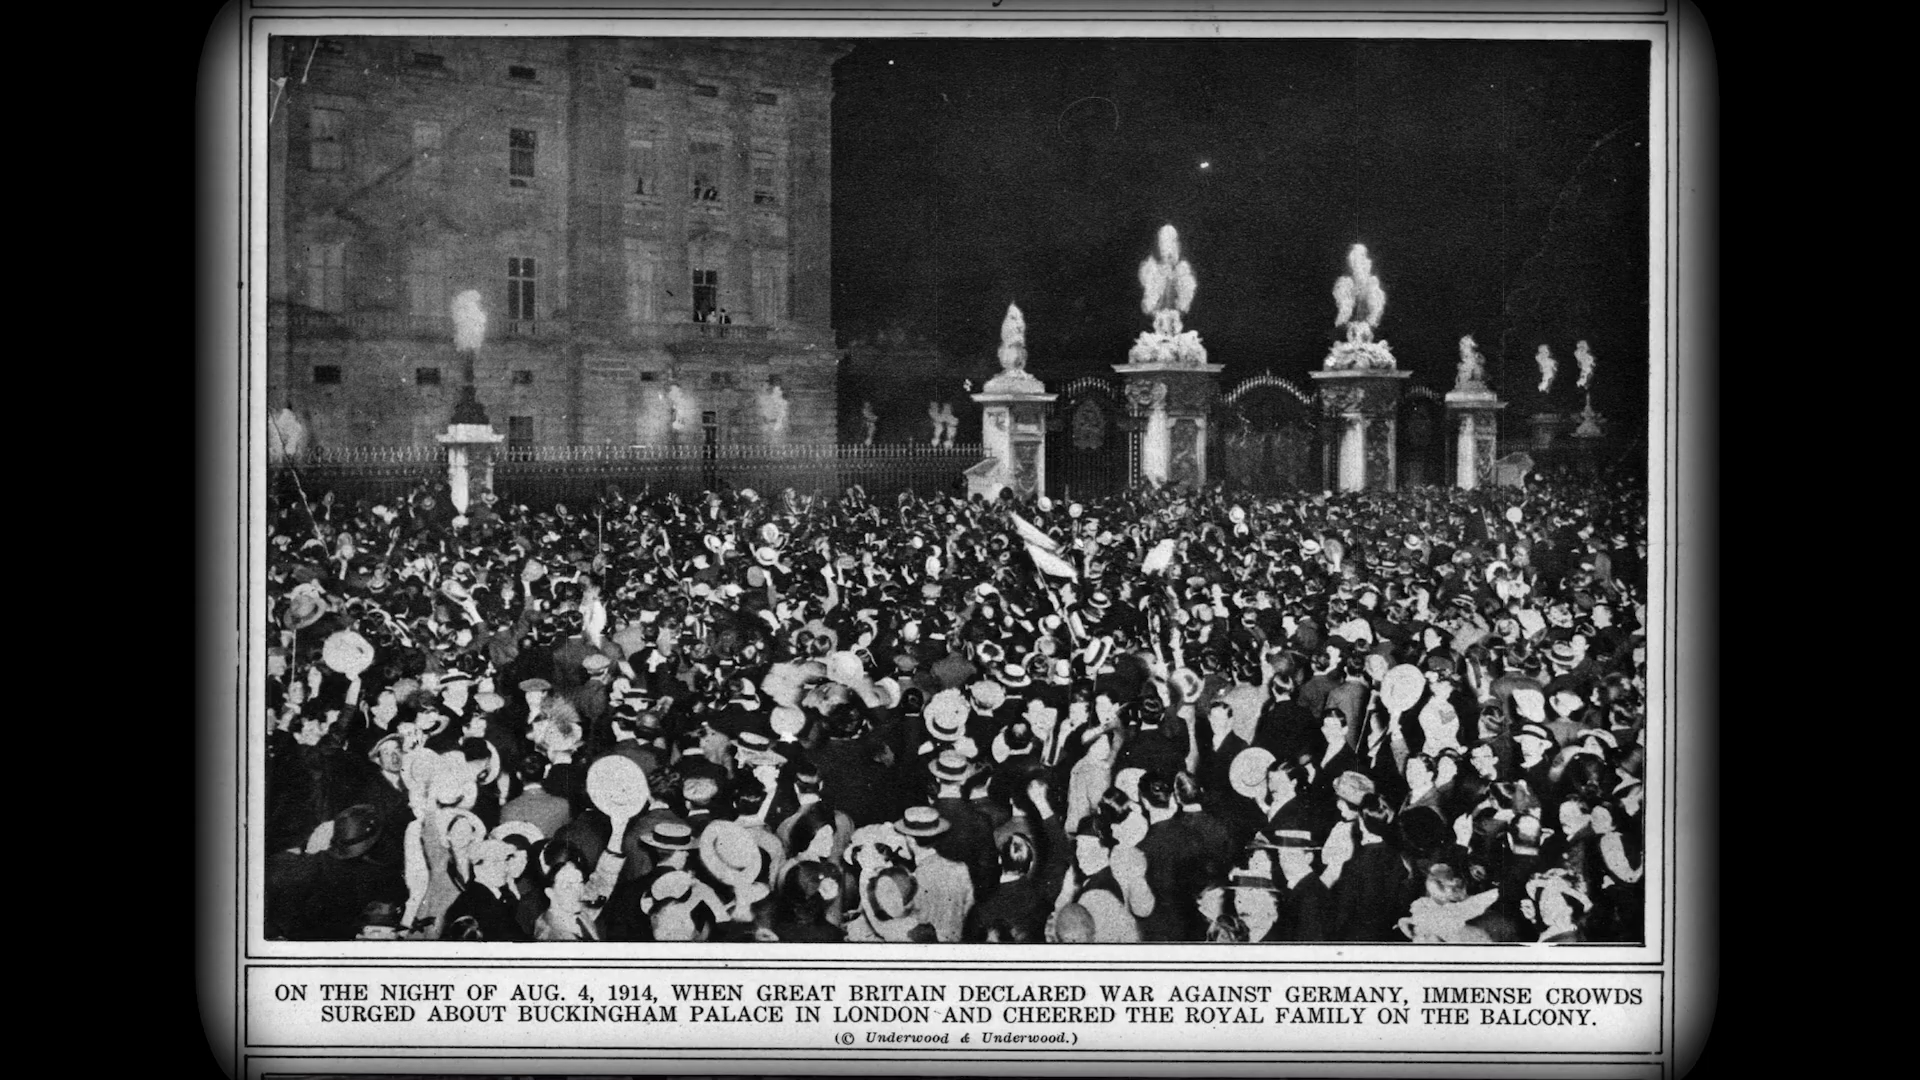 ON THE NIGHT OF AUG. 4, 1914, WHEN GREAT BRITAIN DECLARED WAR AGAINST GERMANY, IMMENSE CROWDS
SURGED ABOUT BUCKINGHAM PALACE IN LONDON AND CHEERED THE ROYAL FAMILY ON THE BALCONY.
(© Underwood & Underwood.)